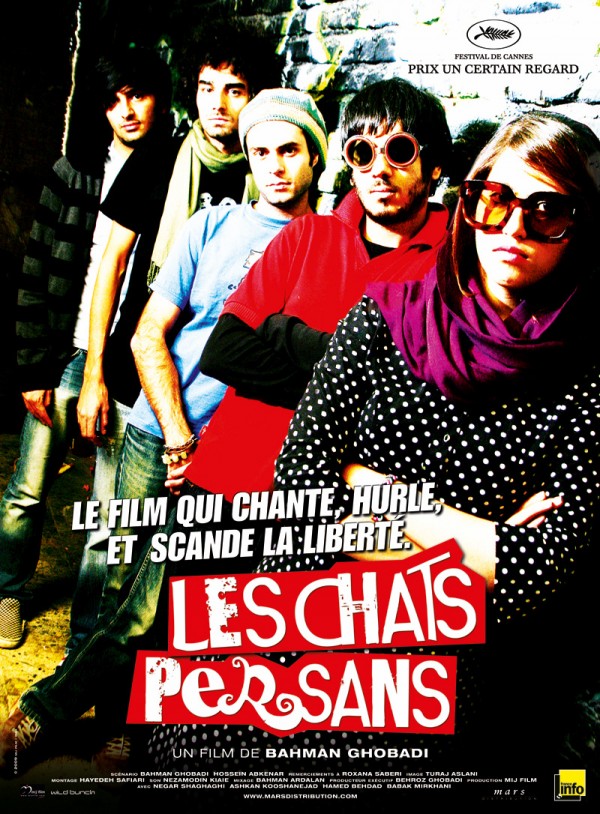 FESTIVAL DE CANNES
PRIX UN CERTAIN REGARD
LE FILM QUI CHANTE, HURLE,
ET SCANDE LA LIBERTÉ.
LES CHATS
PERSANS
UN FILM DE BAHMAN GHOBADI
SCÉNARIO BAHMAN GHOBADI HOSSEIN ABKENAR REMERCIEMENTS À ROXANA SABERI IMAGE TURAJ ASLANI
MONTAGE HAYEDEH SAFIARI SON NEZAMODIN KIAIE MIXAGE BAHMAN ARDALAN PRODUCTEUR EXÉCUTIF BEHROZ GHOBADI PRODUCTION MIJ FILM
AVEC NEGAR SHAGHAGHI ASHKAN KOOSHANEJAD HAMED BEHDAD BABAK MIRKHANI
WWW.MARSDISTRIBUTION.COM
wild bunch
mars
DISTRIBUTION
france
info